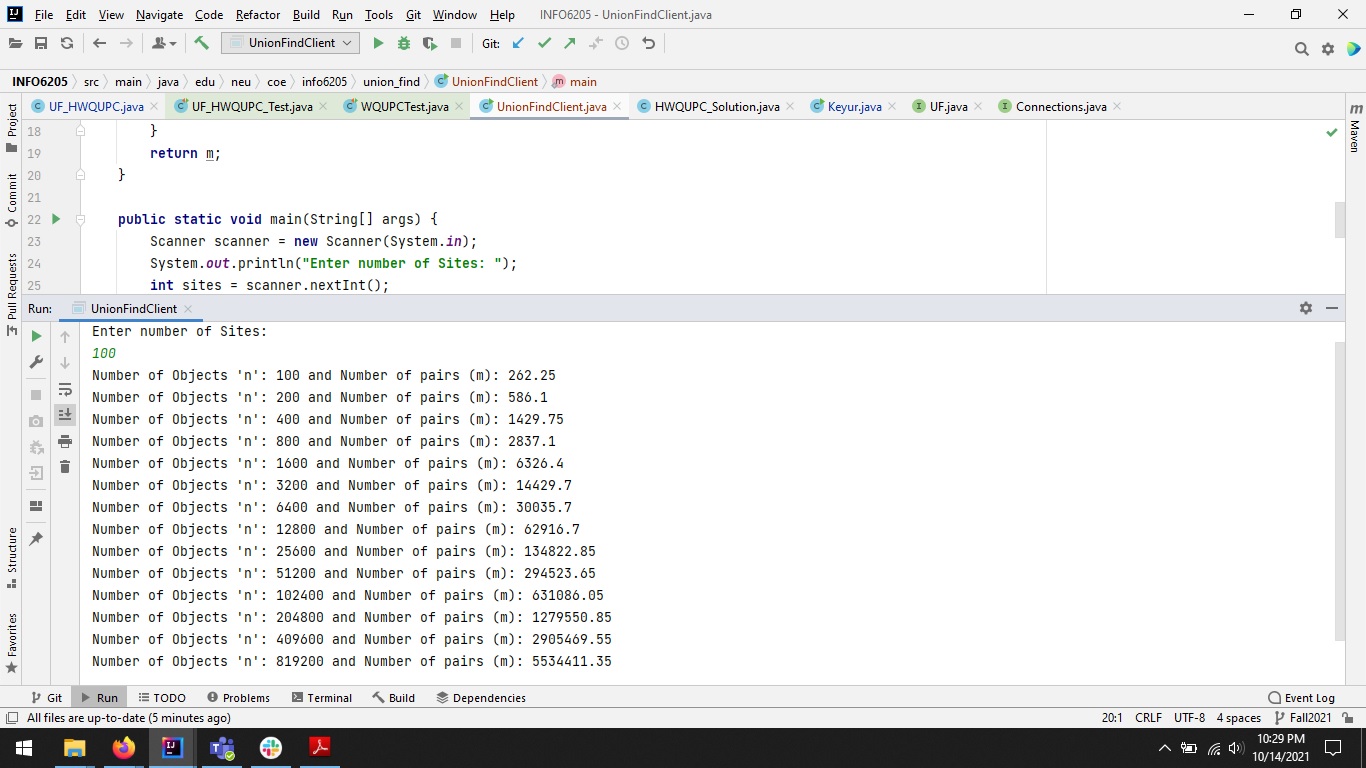 File Edit View Navigate Code Refactor Build Run Tools Git Window Help INFO6205 - UnionFindClient.java
UnionFindClient Git:
INFO6205 src main java edu neu coe info6205 union_find UnionFindClient main
UF_HWQUPC.java UF_HWQUPC_Test.java WQUPCTest.java UnionFindClient.java HWQUPC_Solution.java Keyur.java UF.java Connections.java
Project
Commit
Pull Requests
Structure
Favorites
Maven
18 }
19 return m;
20 }
21
22 public static void main(String[] args) {
23 Scanner scanner = new Scanner(System.in);
24 System.out.println("Enter number of Sites: ");
25 int sites = scanner.nextInt();
Run: UnionFindClient
Enter number of Sites:
100
Number of Objects 'n': 100 and Number of pairs (m): 262.25
Number of Objects 'n': 200 and Number of pairs (m): 586.1
Number of Objects 'n': 400 and Number of pairs (m): 1429.75
Number of Objects 'n': 800 and Number of pairs (m): 2837.1
Number of Objects 'n': 1600 and Number of pairs (m): 6326.4
Number of Objects 'n': 3200 and Number of pairs (m): 14429.7
Number of Objects 'n': 6400 and Number of pairs (m): 30035.7
Number of Objects 'n': 12800 and Number of pairs (m): 62916.7
Number of Objects 'n': 25600 and Number of pairs (m): 134822.85
Number of Objects 'n': 51200 and Number of pairs (m): 294523.65
Number of Objects 'n': 102400 and Number of pairs (m): 631086.05
Number of Objects 'n': 204800 and Number of pairs (m): 1279550.85
Number of Objects 'n': 409600 and Number of pairs (m): 2905469.55
Number of Objects 'n': 819200 and Number of pairs (m): 5534411.35
Git Run TODO Problems Terminal Build Dependencies Event Log
All files are up-to-date (5 minutes ago) 20:1 CRLF UTF-8 4 spaces Fall2021
10:29 PM
10/14/2021